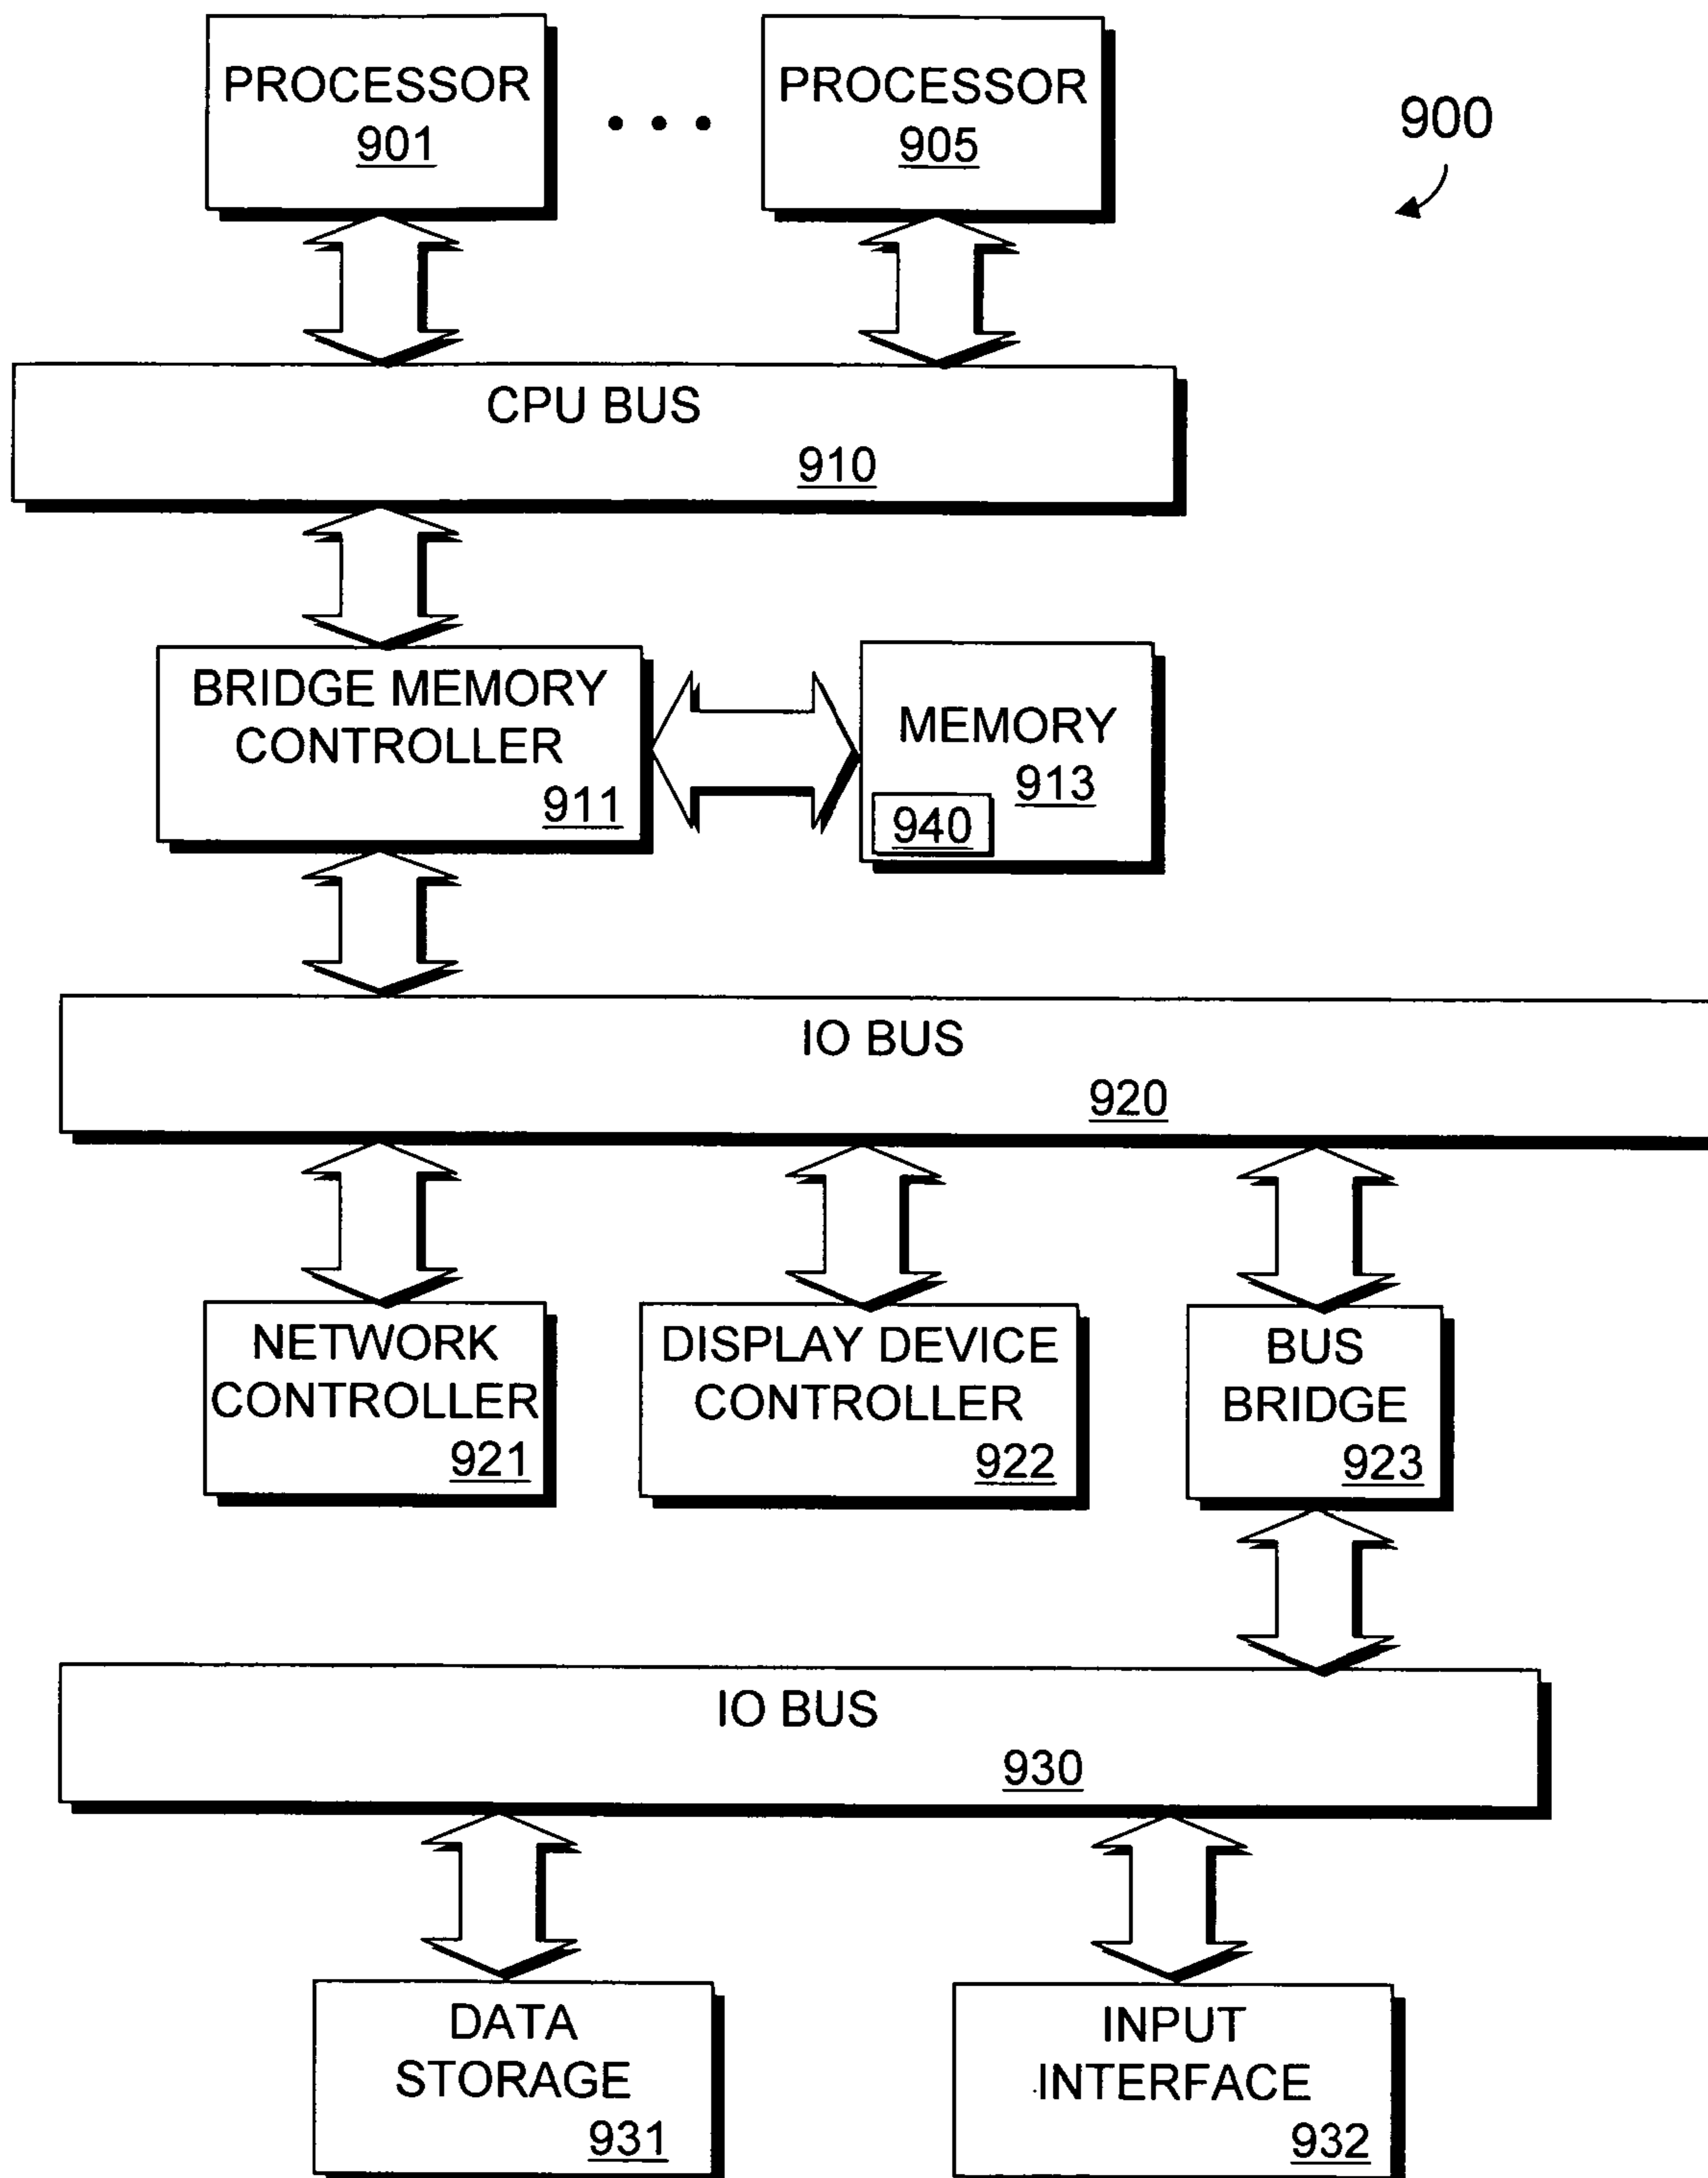 PROCESSOR
901
• • •
PROCESSOR
905
900
CPU BUS
910
BRIDGE MEMORY
CONTROLLER
911
MEMORY
913
940
IO BUS
920
NETWORK
CONTROLLER
921
DISPLAY DEVICE
CONTROLLER
922
BUS
BRIDGE
923
IO BUS
930
DATA
STORAGE
931
INPUT
INTERFACE
932